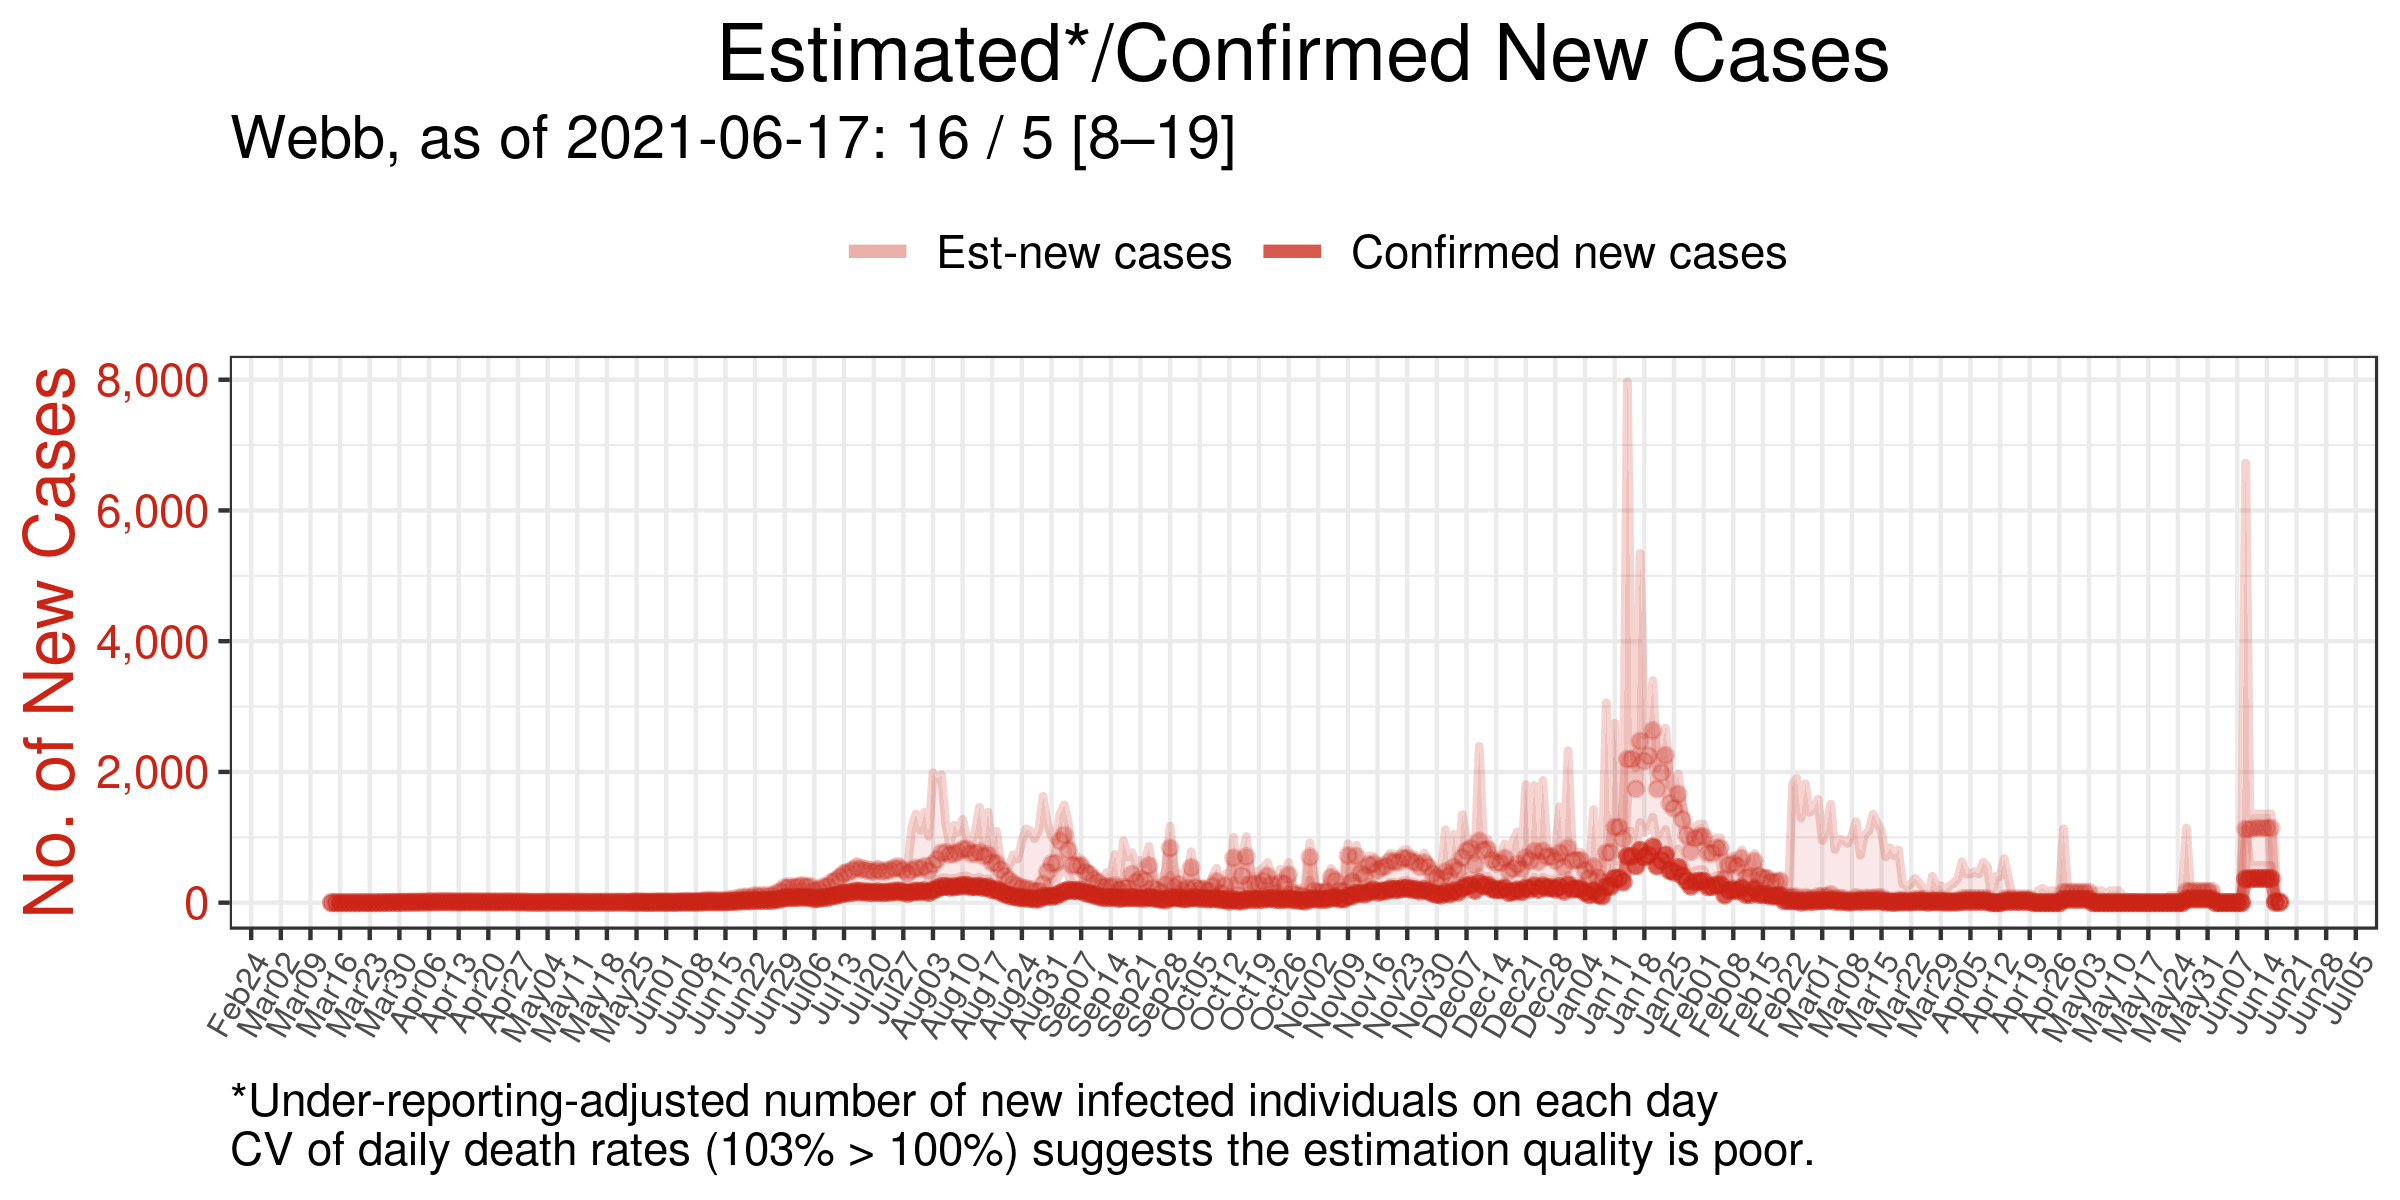 Estimated*/Confirmed New Cases
Webb, as of 2021-06-17: 16 / 5 [8–19]
Est-new cases
Confirmed new cases
No. of New Cases
8,000
6,000
4,000
2,000
0
Feb24
Mar02
Mar09
Mar16
Mar23
Mar30
Apr06
Apr13
Apr20
Apr27
May04
May11
May18
May25
Jun01
Jun08
Jun15
Jun22
Jun29
Jul06
Jul13
Jul20
Jul27
Aug03
Aug10
Aug17
Aug24
Aug31
Sep07
Sep14
Sep21
Sep28
Oct05
Oct12
Oct19
Oct26
Nov02
Nov09
Nov16
Nov23
Nov30
Dec07
Dec14
Dec21
Dec28
Jan04
Jan11
Jan18
Jan25
Feb01
Feb08
Feb15
Feb22
Mar01
Mar08
Mar15
Mar22
Mar29
Apr05
Apr12
Apr19
Apr26
May03
May10
May17
May24
May31
Jun07
Jun14
Jun21
Jun28
Jul05
*Under-reporting-adjusted number of new infected individuals on each day
CV of daily death rates (103% > 100%) suggests the estimation quality is poor.